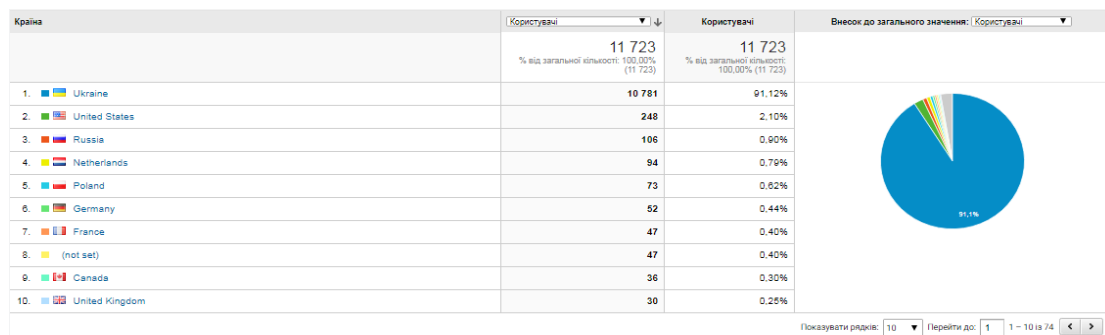 Країна Користувачі Користувачі Внесок до загального значення: Користувачі
11 723 11 723
% від загальної кількості: 100,00% % від загальної кількості:
(11 723) 100,00% (11 723)
1. Ukraine 10 781 91,12%
2. United States 248 2,10%
3. Russia 106 0,90%
4. Netherlands 94 0,79%
5. Poland 73 0,62%
6. Germany 52 0,44%
7. France 47 0,40%
8. (not set) 47 0,40%
9. Canada 36 0,30%
10. United Kingdom 30 0,25%
91,1%
Показувати рядків: 10 Перейти до: 1 1 – 10 із 74